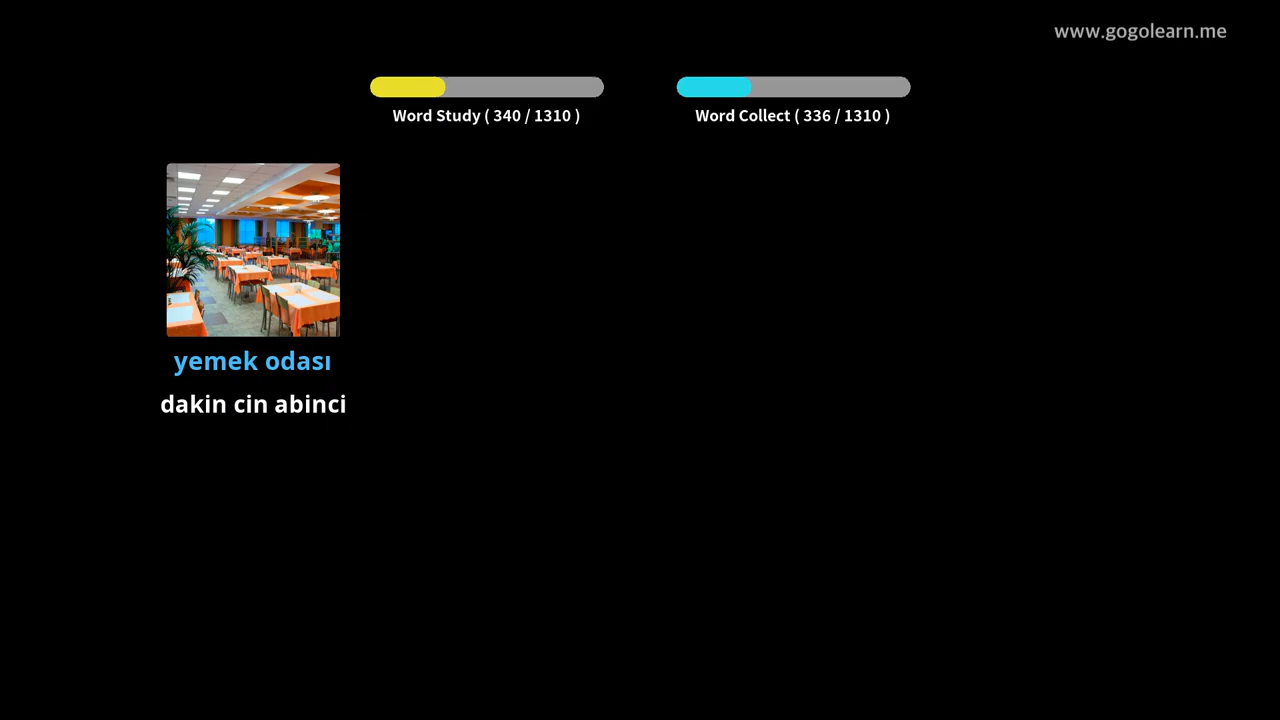 www.gogolearn.me
Word Study ( 340 / 1310 )
Word Collect ( 336 / 1310 )
yemek odası
dakin cin abinci